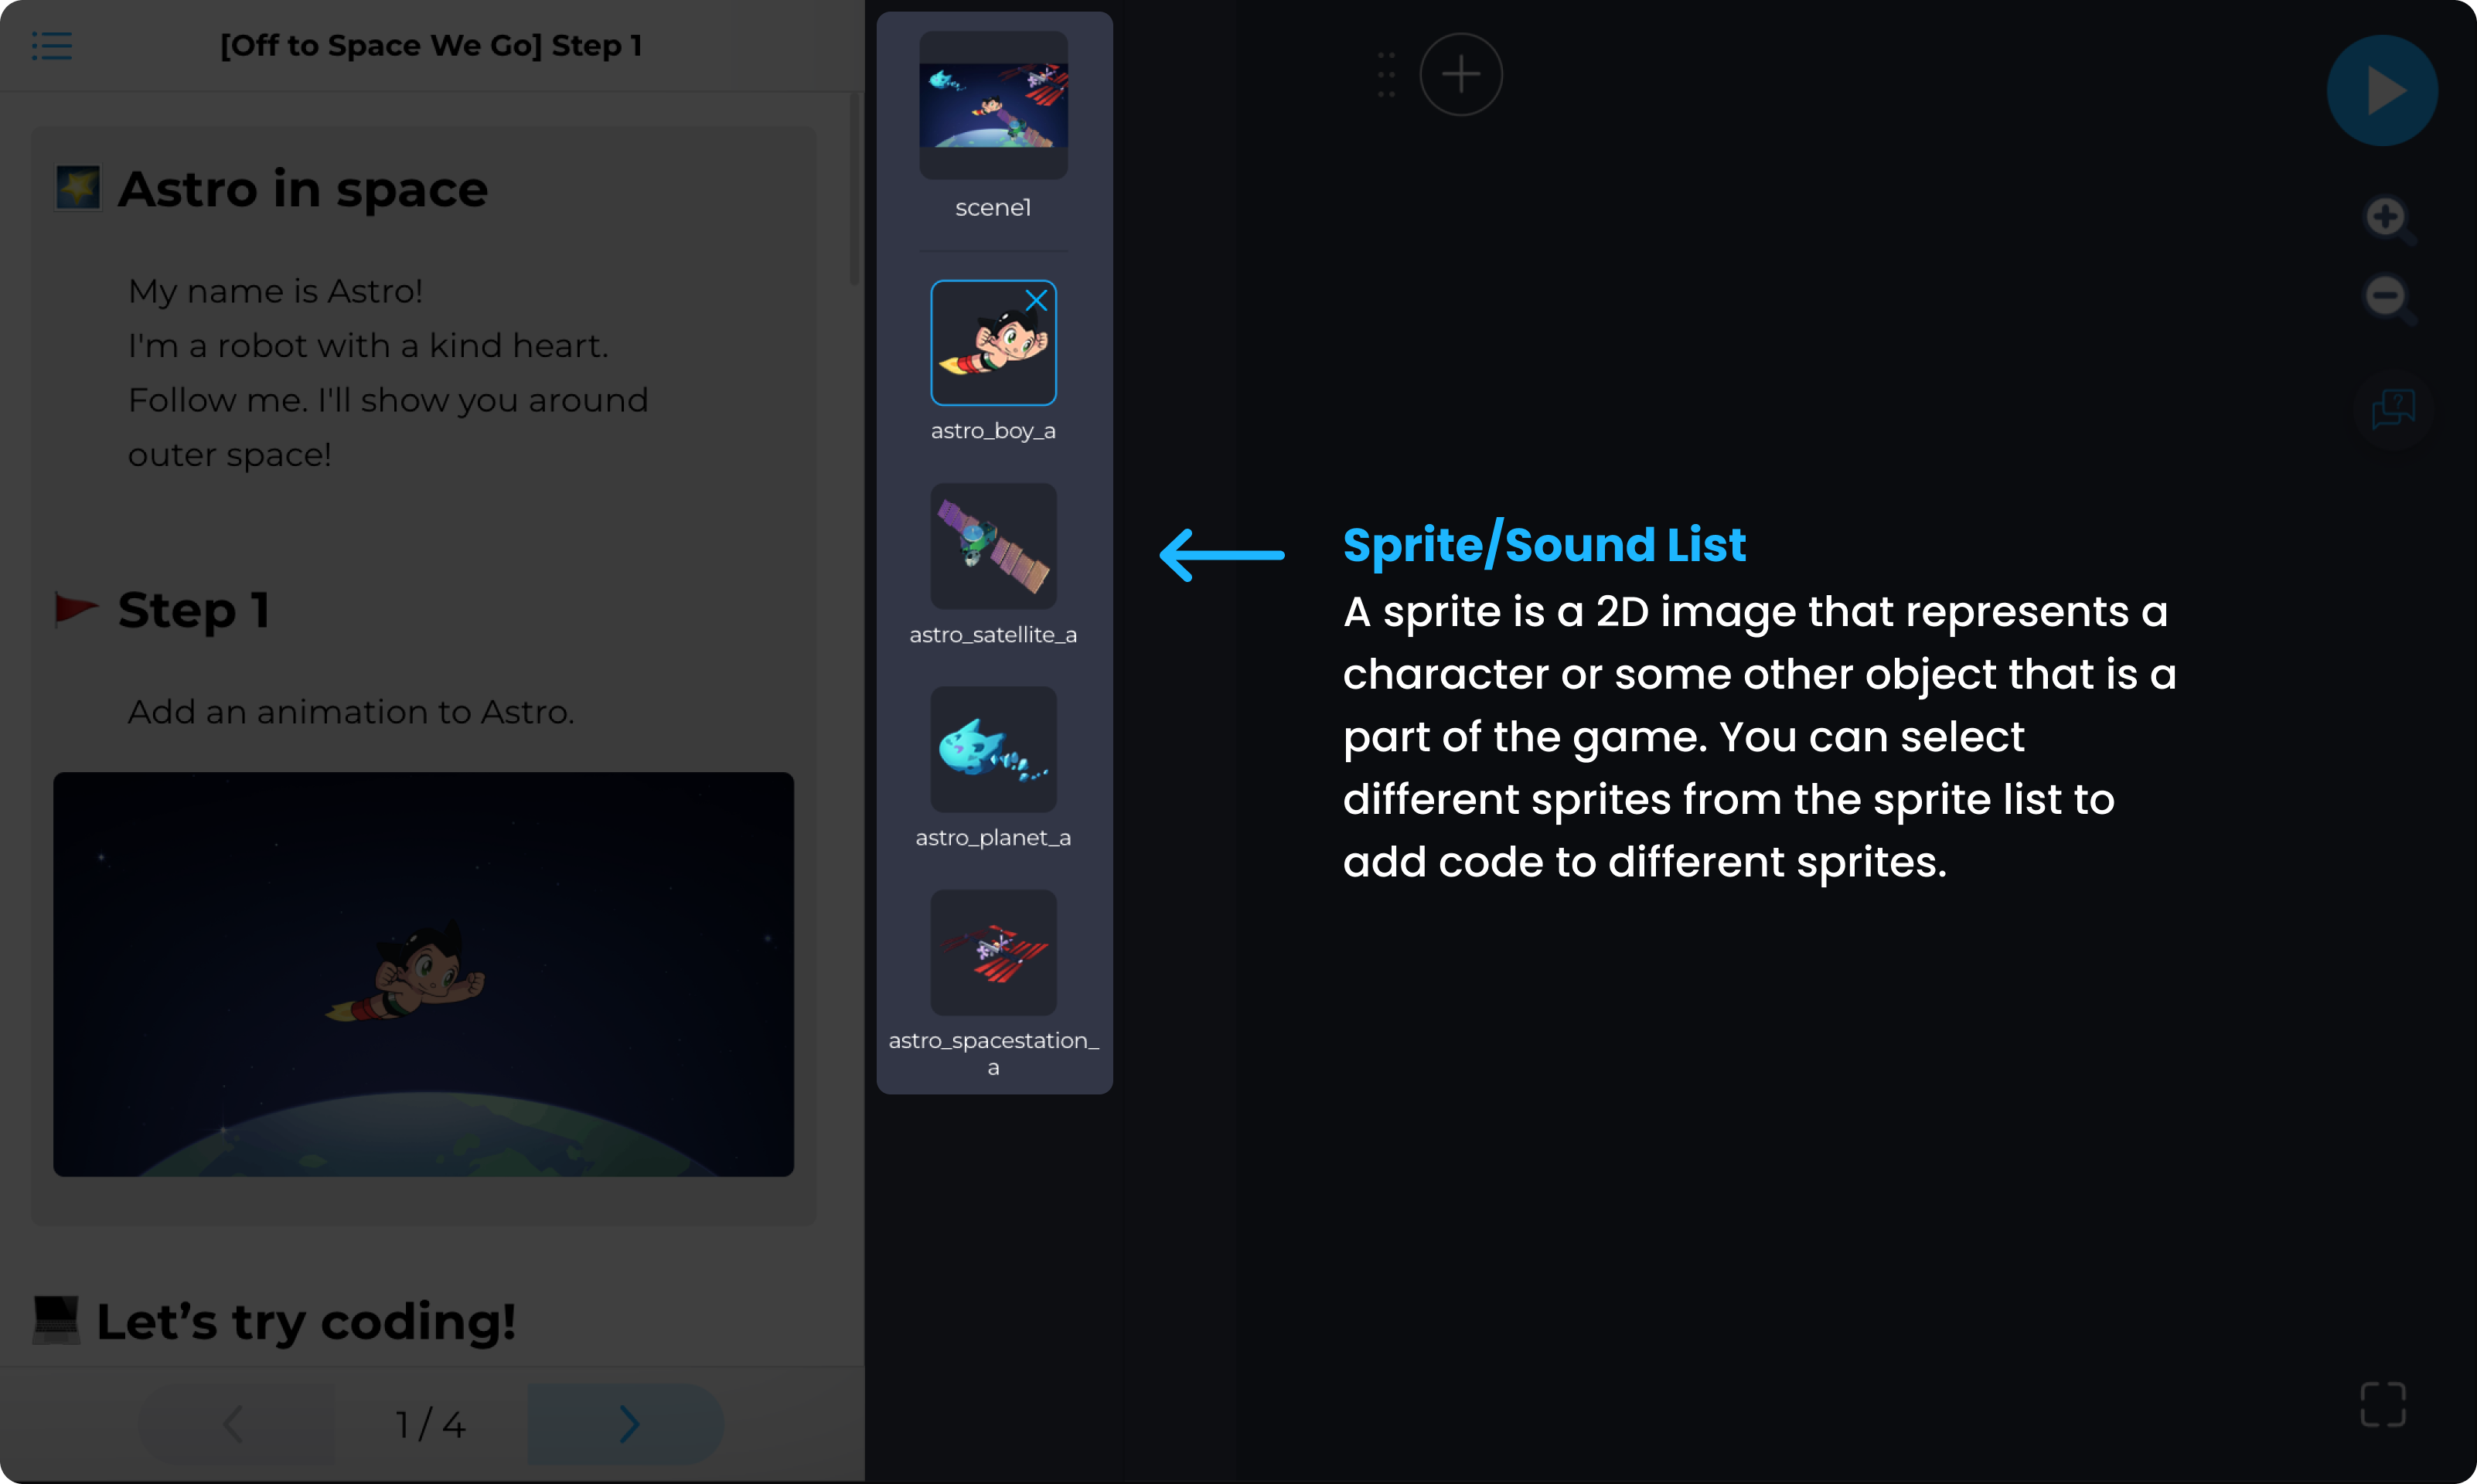 [Off to Space We Go] Step 1
Astro in space
My name is Astro!
I'm a robot with a kind heart.
Follow me. I'll show you around
outer space!
Step 1
Add an animation to Astro.
Let's try coding!
1 / 4
scene1
astro_boy_a
astro_satellite_a
astro_planet_a
astro_spacestation_
a
Sprite/Sound List
A sprite is a 2D image that represents a
character or some other object that is a
part of the game. You can select
different sprites from the sprite list to
add code to different sprites.